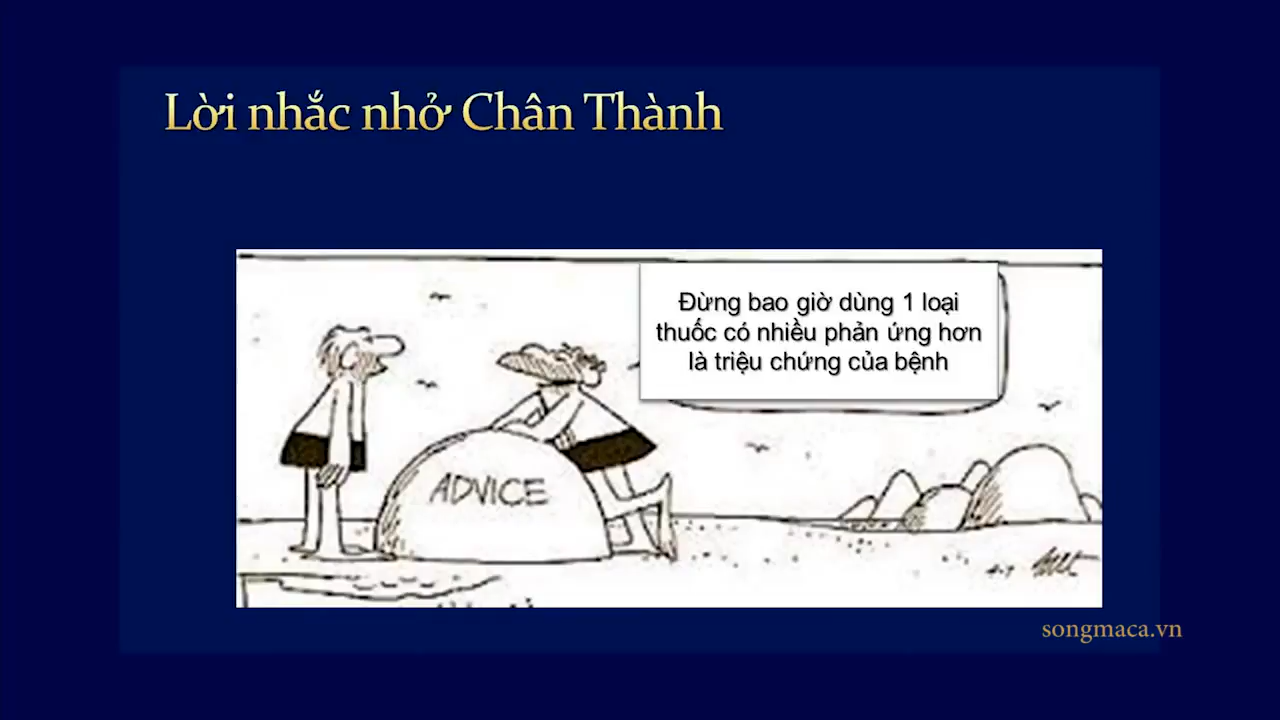 Lời nhắc nhở Chân Thành
Đừng bao giờ dùng 1 loại
thuốc có nhiều phản ứng hơn
là triệu chứng của bệnh
ADVICE
songmaca.vn